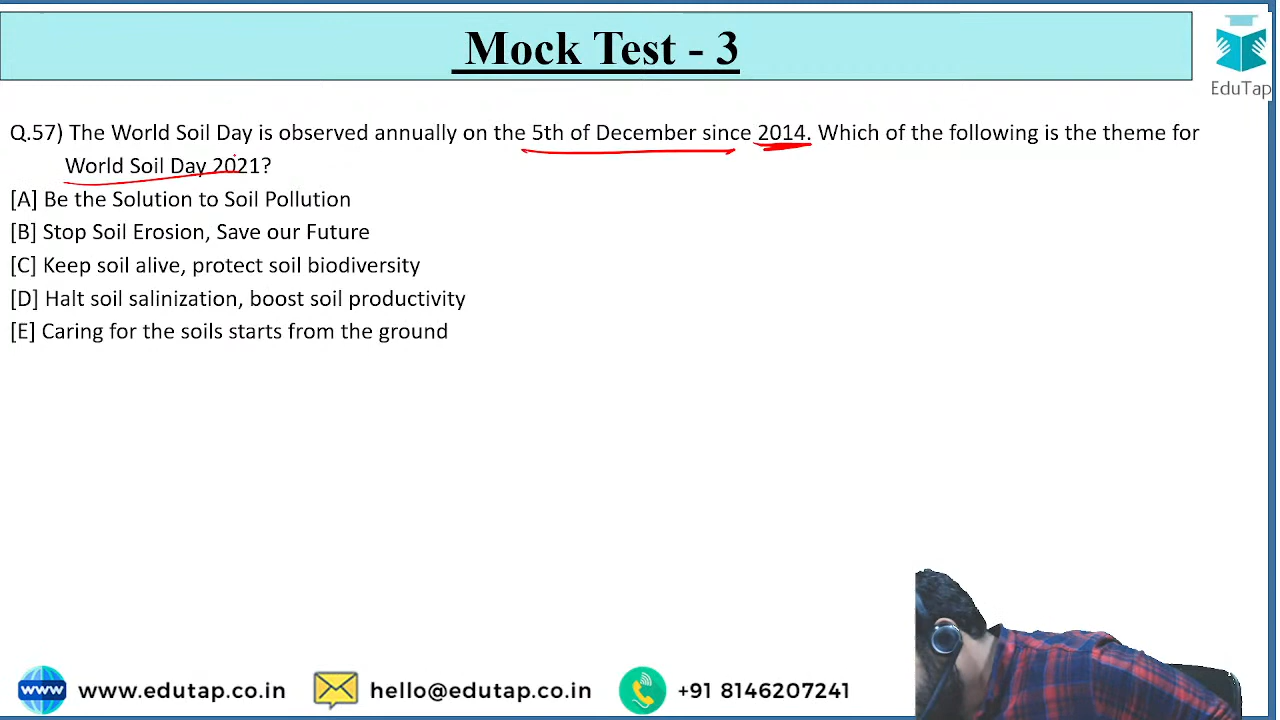 Mock Test - 3
EduTap
Q.57) The World Soil Day is observed annually on the 5th of December since 2014. Which of the following is the theme for
World Soil Day 2021?
[A] Be the Solution to Soil Pollution
[B] Stop Soil Erosion, Save our Future
[C] Keep soil alive, protect soil biodiversity
[D] Halt soil salinization, boost soil productivity
[E] Caring for the soils starts from the ground
www www.edutap.co.in hello@edutap.co.in +91 8146207241